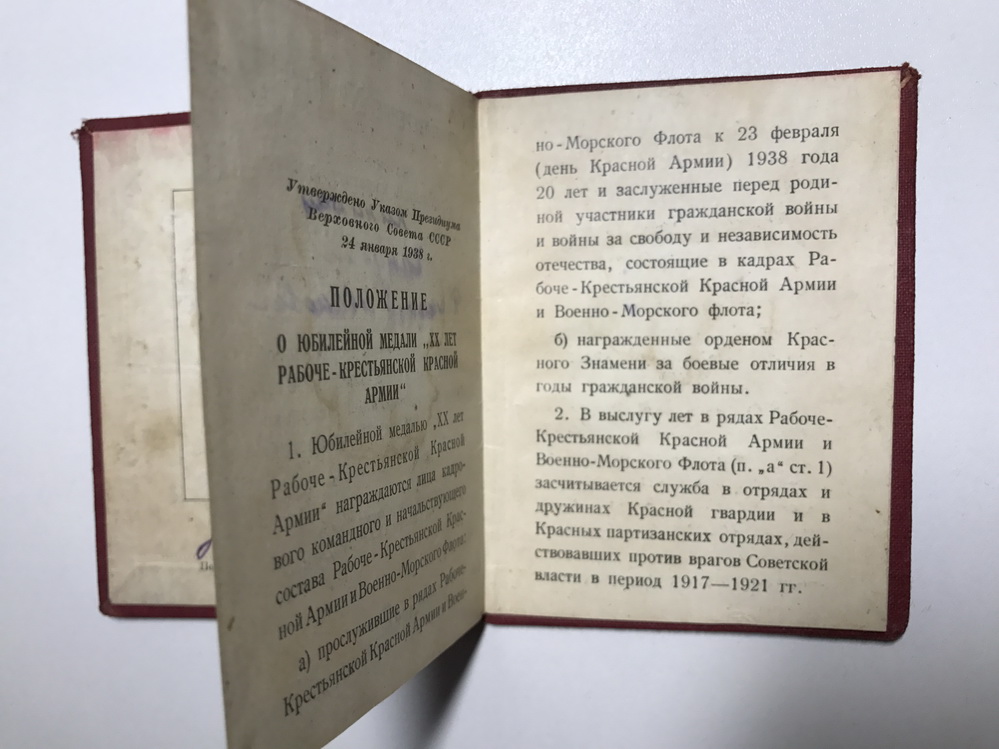 Утверждено Указом Президиума
Верховного Совета СССР
24 января 1938 г.
ПОЛОЖЕНИЕ
О ЮБИЛЕЙНОЙ МЕДАЛИ „XX ЛЕТ
РАБОЧЕ-КРЕСТЬЯНСКОЙ КРАСНОЙ
АРМИИ“
1. Юбилейной медалью „XX лет
Рабоче-Крестьянской Красной
Армии“ награждаются лица кадро-
вого командного и начальствующего
состава Рабоче-Крестьянской Крас-
ной Армии и Военно-Морского Флота:
а) прослужившие в рядах Рабоче-
Крестьянской Красной Армии и Воен-
но-Морского Флота к 23 февраля
(день Красной Армии) 1938 года
20 лет и заслуженные перед роди-
ной участники гражданской войны
и войны за свободу и независимость
отечества, состоящие в кадрах Ра-
боче-Крестьянской Красной Армии
и Военно-Морского флота;
б) награжденные орденом Крас-
ного Знамени за боевые отличия в
годы гражданской войны.
2. В выслугу лет в рядах Рабоче-
Крестьянской Красной Армии и
Военно-Морского Флота (п. „а“ ст. 1)
засчитывается служба в отрядах и
дружинах Красной гвардии и в
Красных партизанских отрядах, дей-
ствовавших против врагов Советской
власти в период 1917—1921 гг.